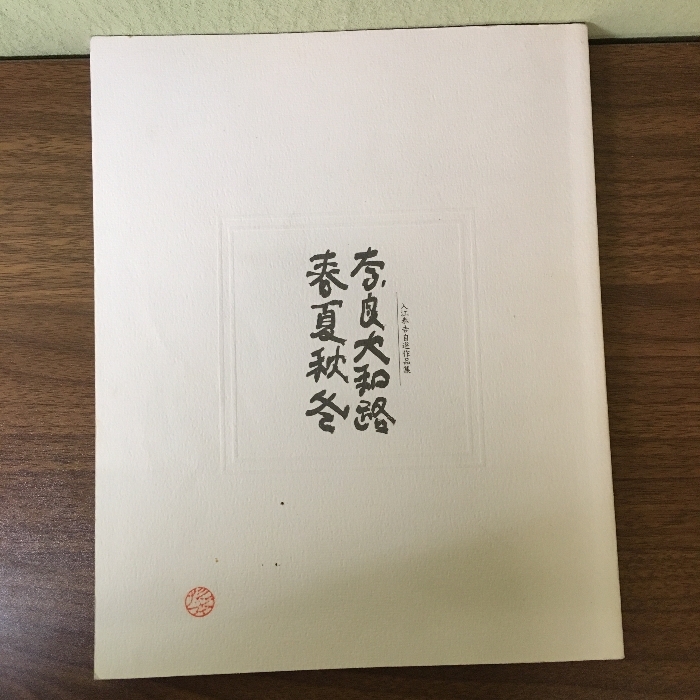 入江泰吉自選作品集
奈良大和路
春夏秋冬